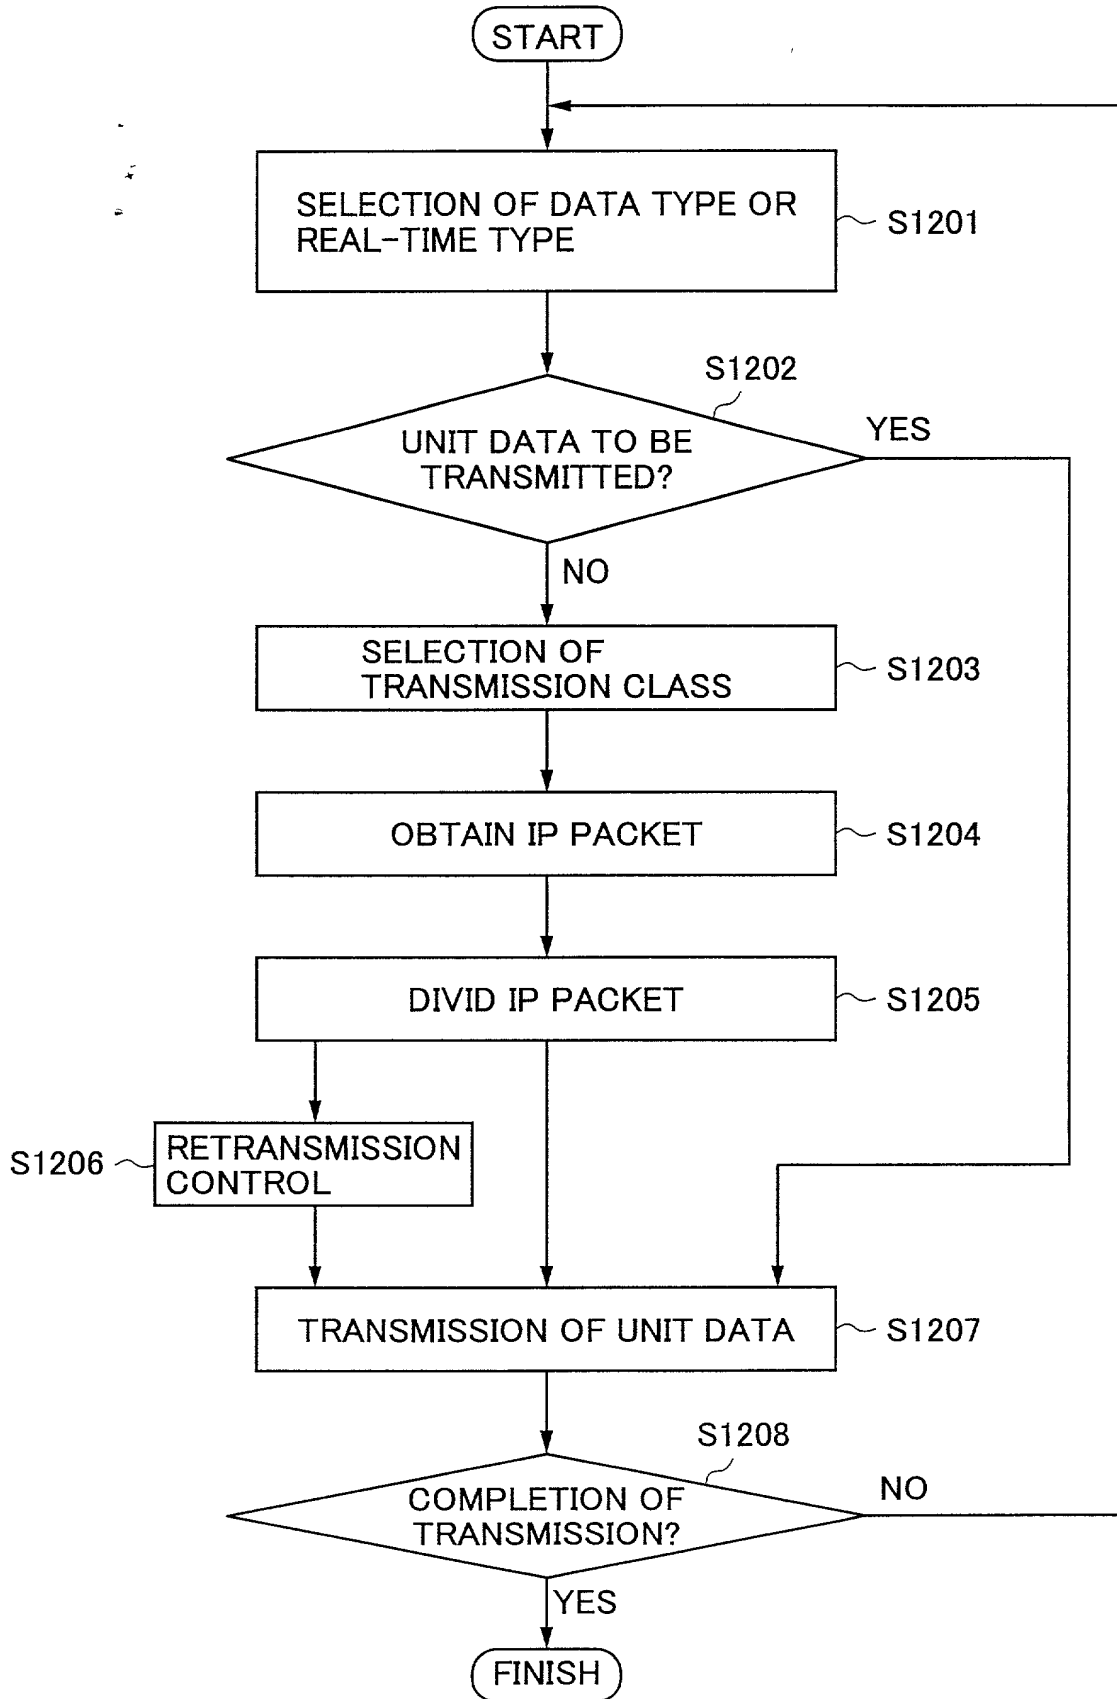 START
SELECTION OF DATA TYPE OR
REAL-TIME TYPE
S1201
S1202
UNIT DATA TO BE
TRANSMITTED?
YES
NO
SELECTION OF
TRANSMISSION CLASS
S1203
OBTAIN IP PACKET
S1204
DIVID IP PACKET
S1205
S1206
RETRANSMISSION
CONTROL
TRANSMISSION OF UNIT DATA
S1207
S1208
COMPLETION OF
TRANSMISSION?
NO
YES
FINISH